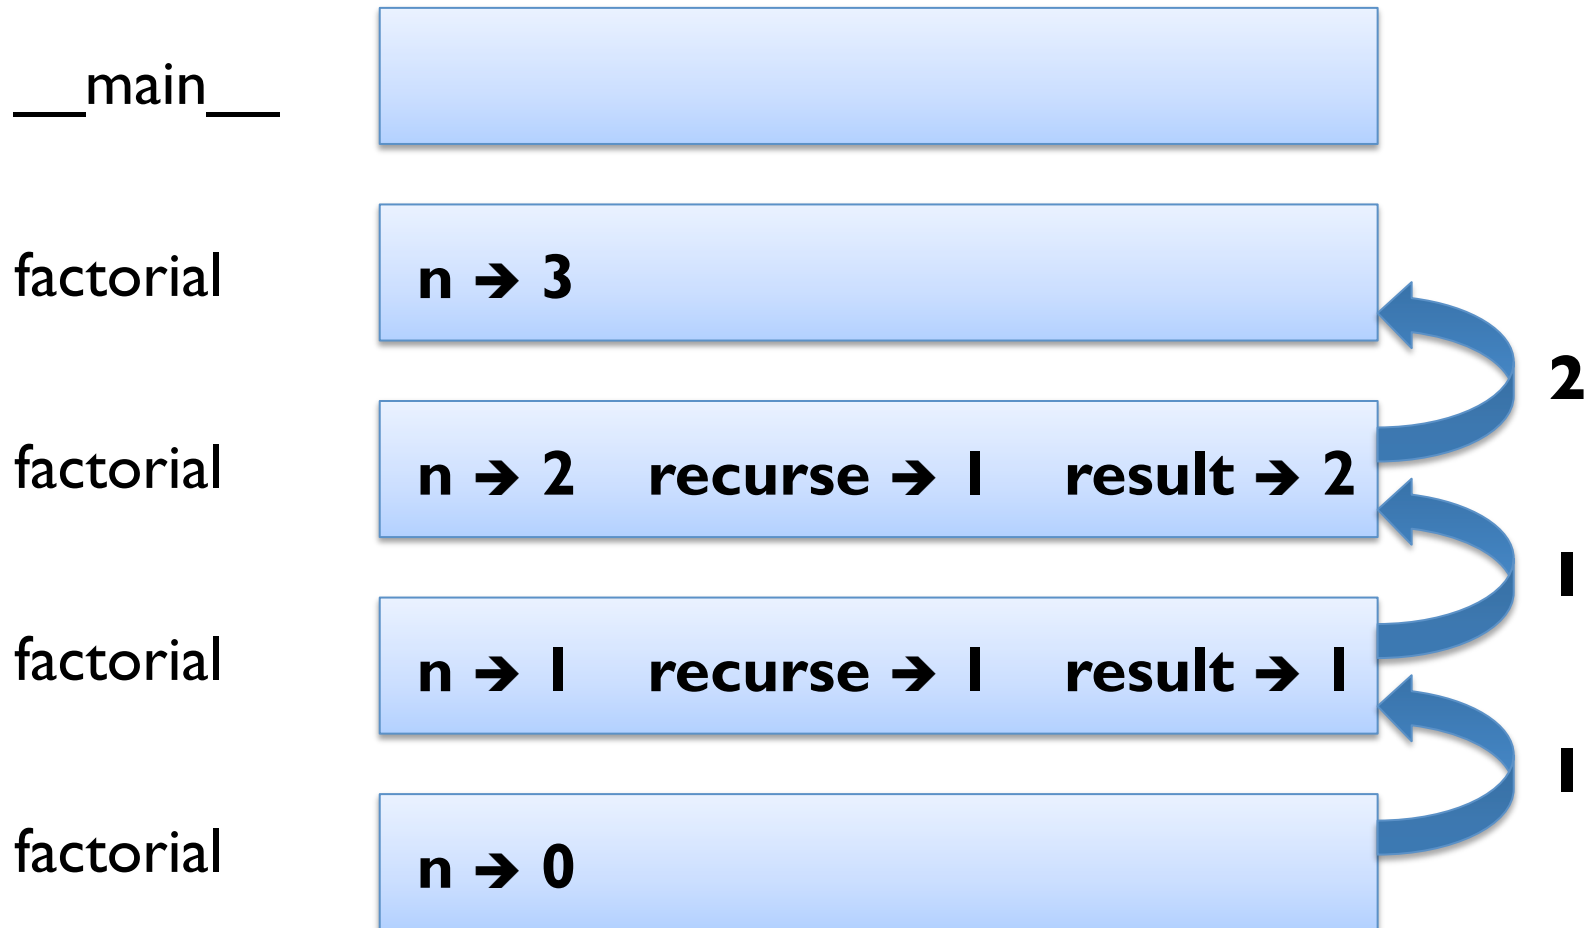 __main__
factorial n ➔ 3
2
factorial n ➔ 2 recurse ➔ 1 result ➔ 2
1
factorial n ➔ 1 recurse ➔ 1 result ➔ 1
1
factorial n ➔ 0